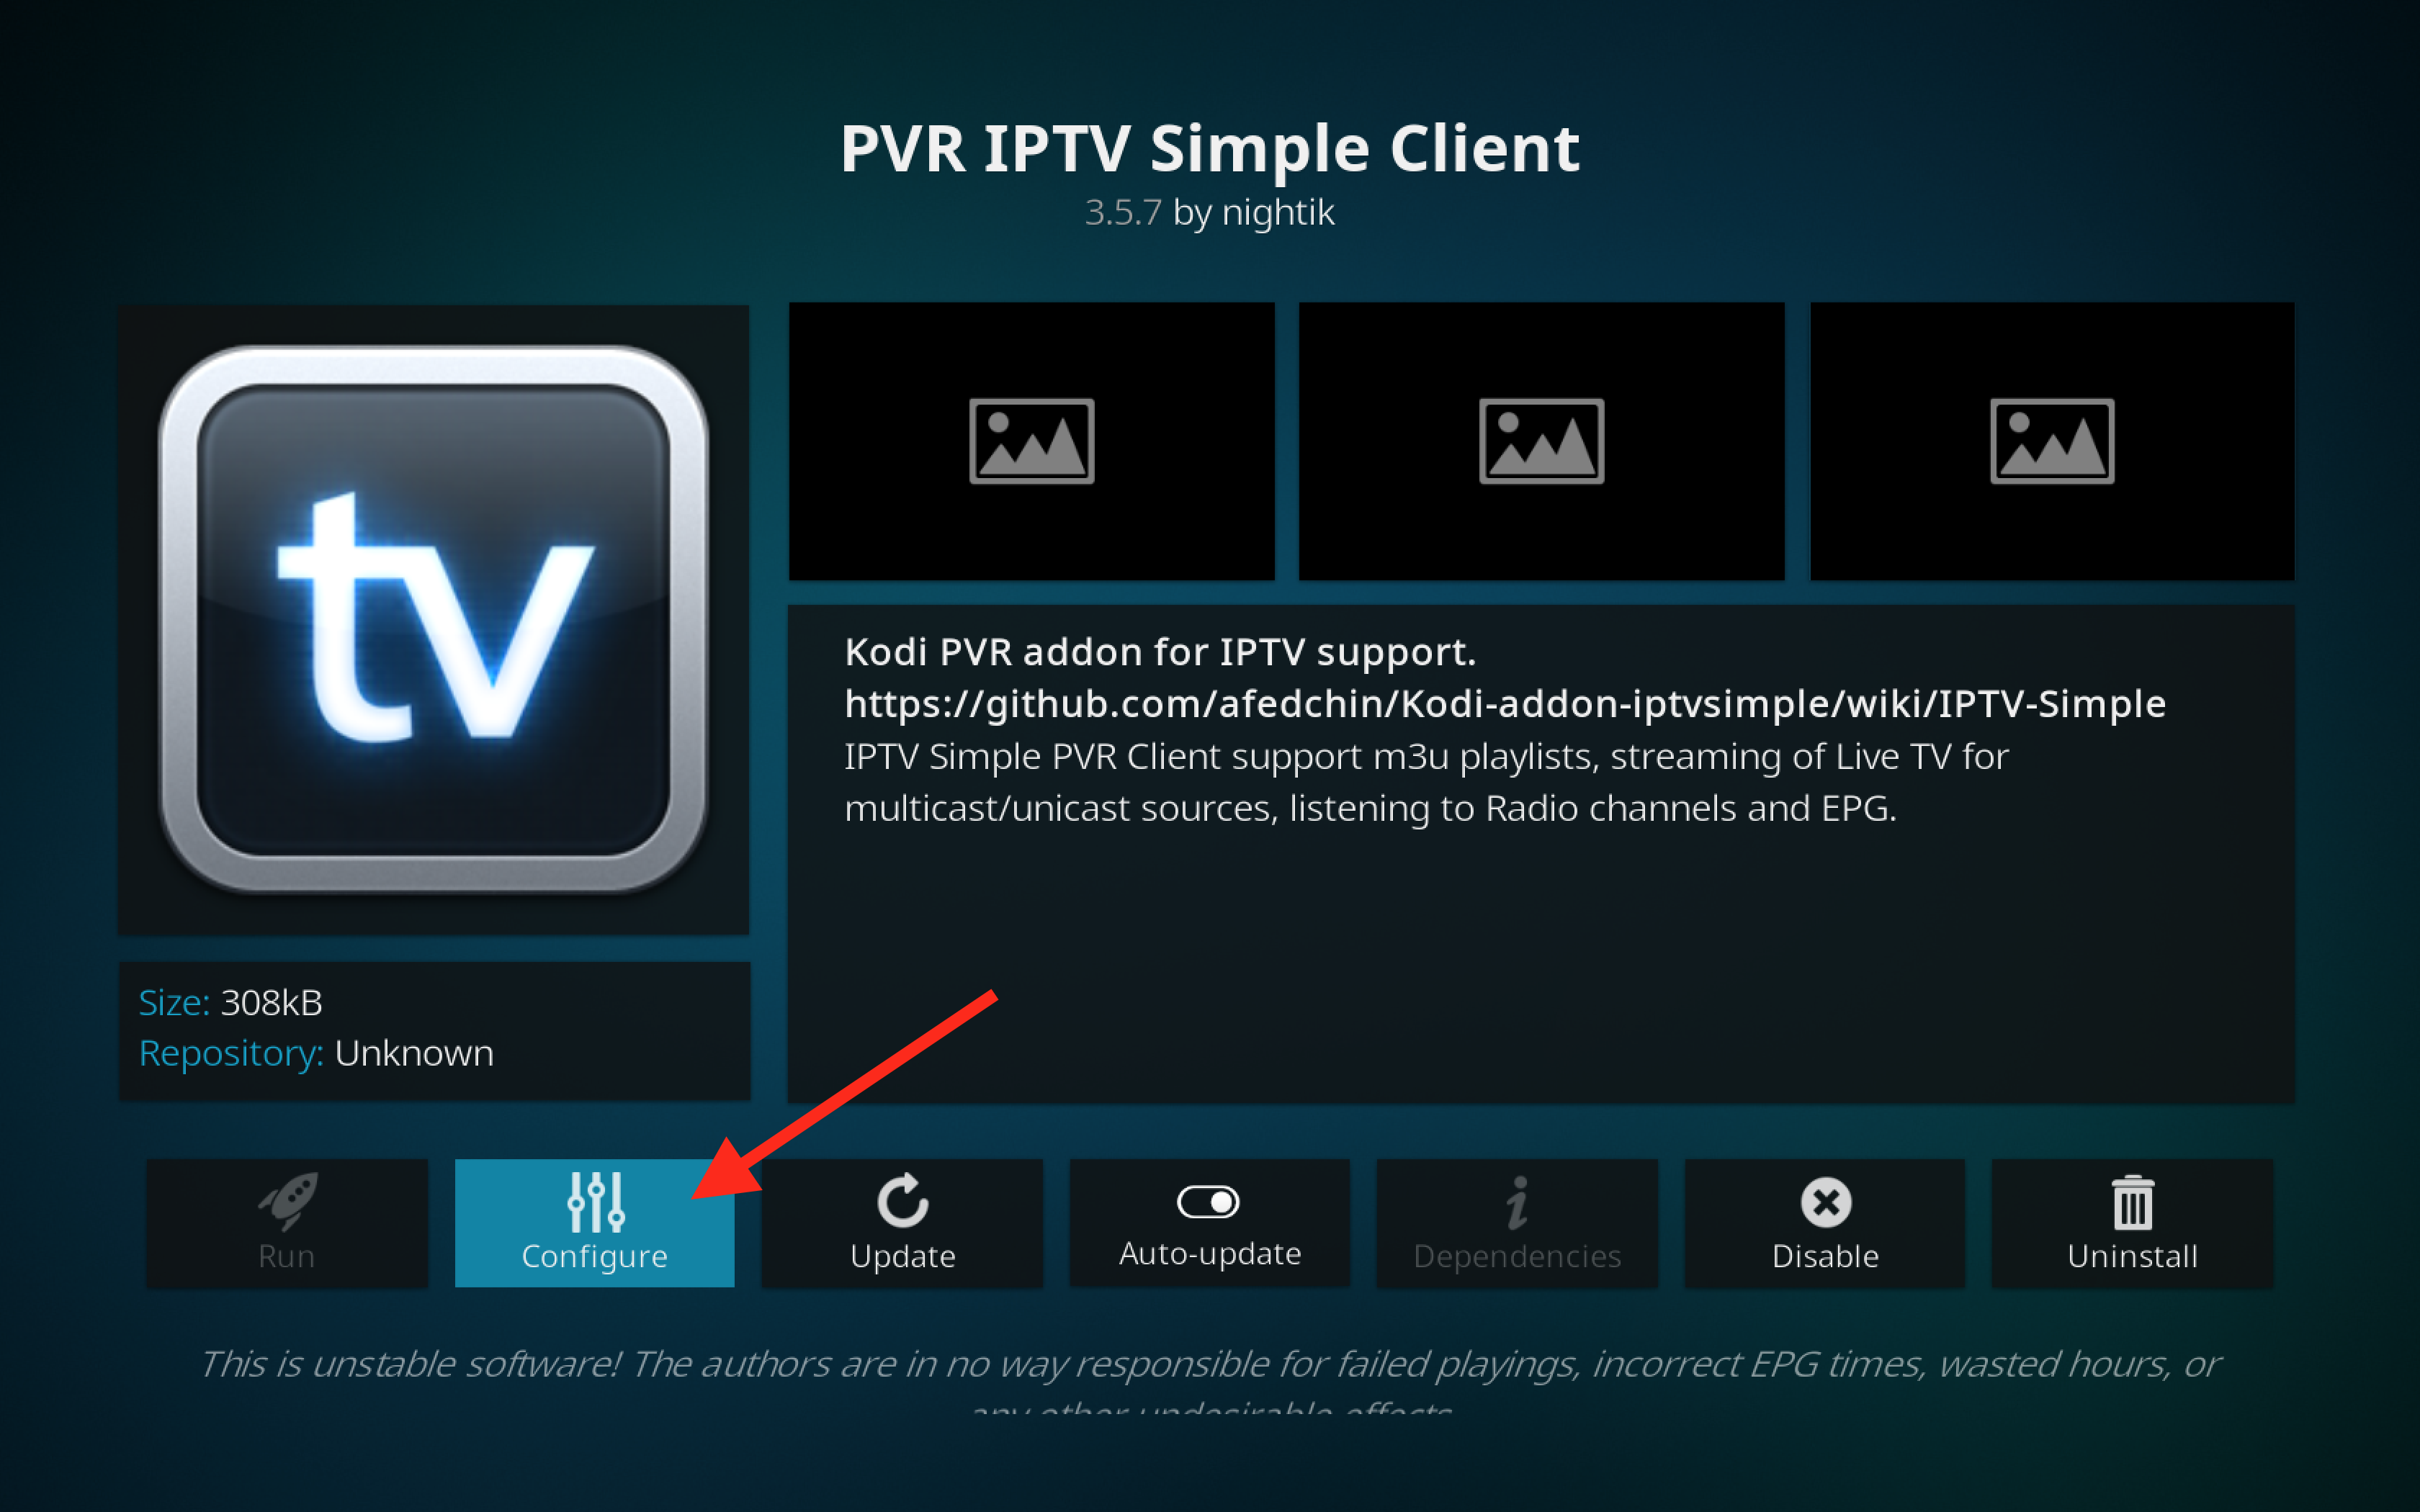 PVR IPTV Simple Client
3.5.7 by nightik
tv
Kodi PVR addon for IPTV support.
https://github.com/afedchin/Kodi-addon-iptvsimple/wiki/IPTV-Simple
IPTV Simple PVR Client support m3u playlists, streaming of Live TV for
multicast/unicast sources, listening to Radio channels and EPG.
Size: 308kB
Repository: Unknown
Run
Configure
Update
Auto-update
Dependencies
Disable
Uninstall
This is unstable software! The authors are in no way responsible for failed playings, incorrect EPG times, wasted hours, or
any other undesirable effects.